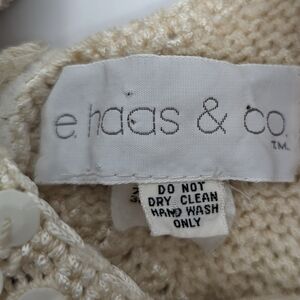 e. haas & co.
TM.
DO NOT
DRY CLEAN
HAND WASH
ONLY